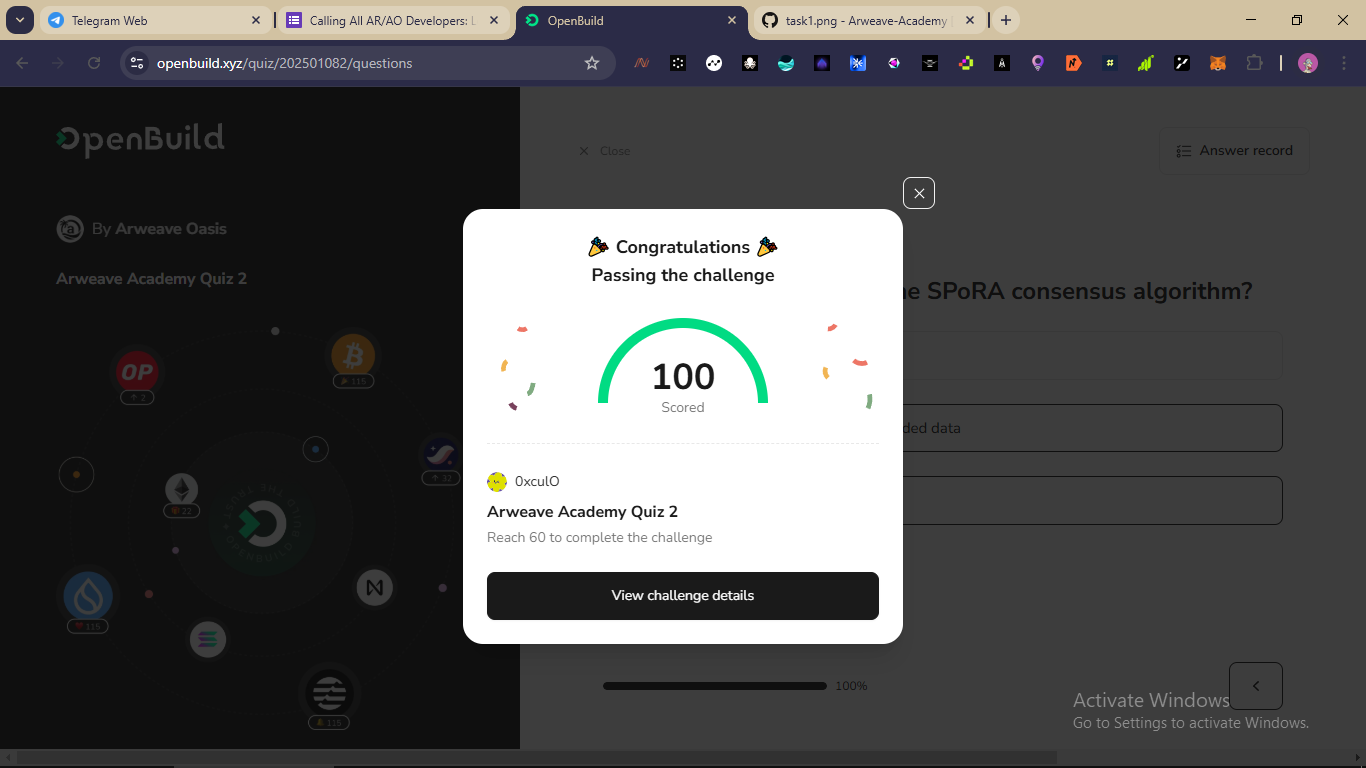 Telegram Web
Calling All AR/AO Developers: L
OpenBuild
task1.png - Arweave-Academy
openbuild.xyz/quiz/202501082/questions
OpenBuild
Close
Answer record
By Arweave Oasis
Arweave Academy Quiz 2
Congratulations
Passing the challenge
he SPoRA consensus algorithm?
100
Scored
ded data
OP
2
115
32
22
115
115
0xculO
Arweave Academy Quiz 2
Reach 60 to complete the challenge
View challenge details
100%
Activate Windows
Go to Settings to activate Windows.